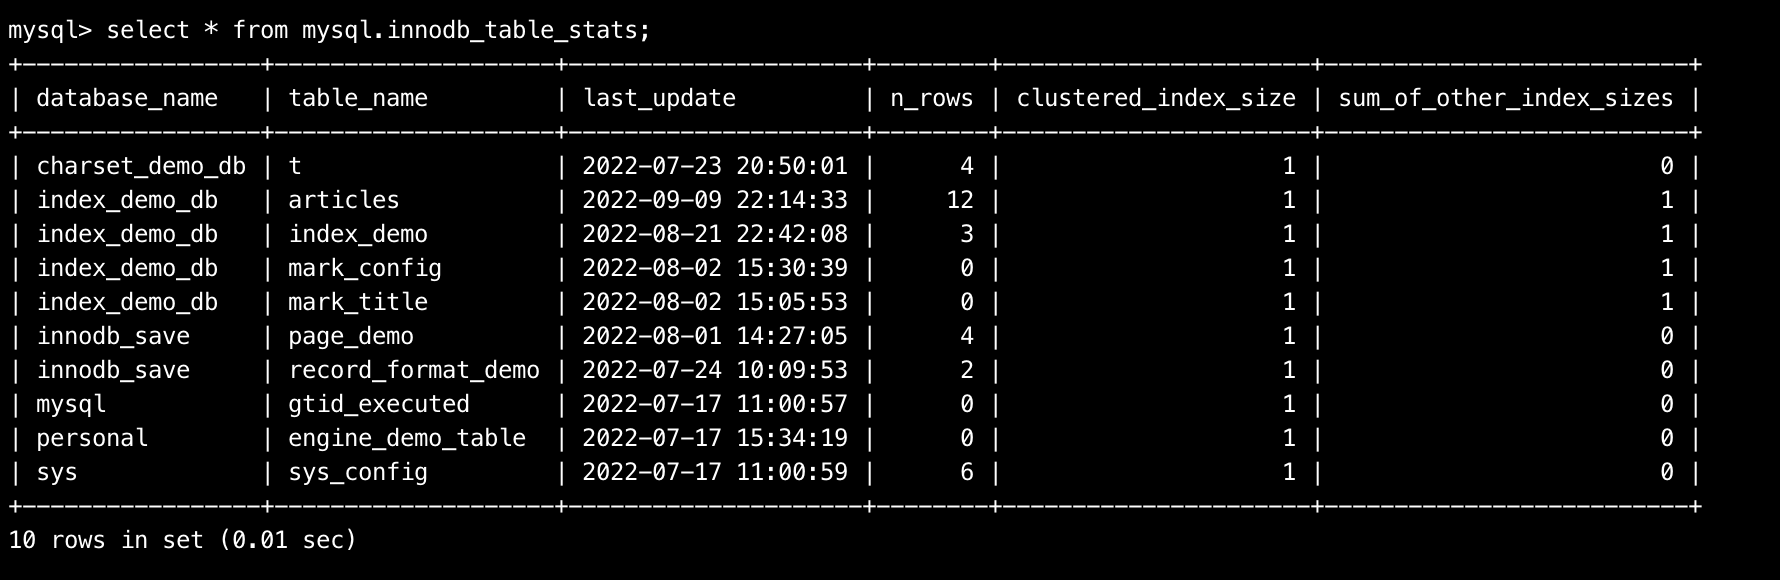 mysql> select * from mysql.innodb_table_stats;
+-----------------+--------------------+---------------------+--------+----------------------+--------------------------+
| database_name   | table_name         | last_update         | n_rows | clustered_index_size | sum_of_other_index_sizes |
+-----------------+--------------------+---------------------+--------+----------------------+--------------------------+
| charset_demo_db | t                  | 2022-07-23 20:50:01 |      4 |                    1 |                        0 |
| index_demo_db   | articles           | 2022-09-09 22:14:33 |     12 |                    1 |                        1 |
| index_demo_db   | index_demo         | 2022-08-21 22:42:08 |      3 |                    1 |                        1 |
| index_demo_db   | mark_config        | 2022-08-02 15:30:39 |      0 |                    1 |                        1 |
| index_demo_db   | mark_title         | 2022-08-02 15:05:53 |      0 |                    1 |                        1 |
| innodb_save     | page_demo          | 2022-08-01 14:27:05 |      4 |                    1 |                        0 |
| innodb_save     | record_format_demo | 2022-07-24 10:09:53 |      2 |                    1 |                        0 |
| mysql           | gtid_executed      | 2022-07-17 11:00:57 |      0 |                    1 |                        0 |
| personal        | engine_demo_table  | 2022-07-17 15:34:19 |      0 |                    1 |                        0 |
| sys             | sys_config         | 2022-07-17 11:00:59 |      6 |                    1 |                        0 |
+-----------------+--------------------+---------------------+--------+----------------------+--------------------------+
10 rows in set (0.01 sec)